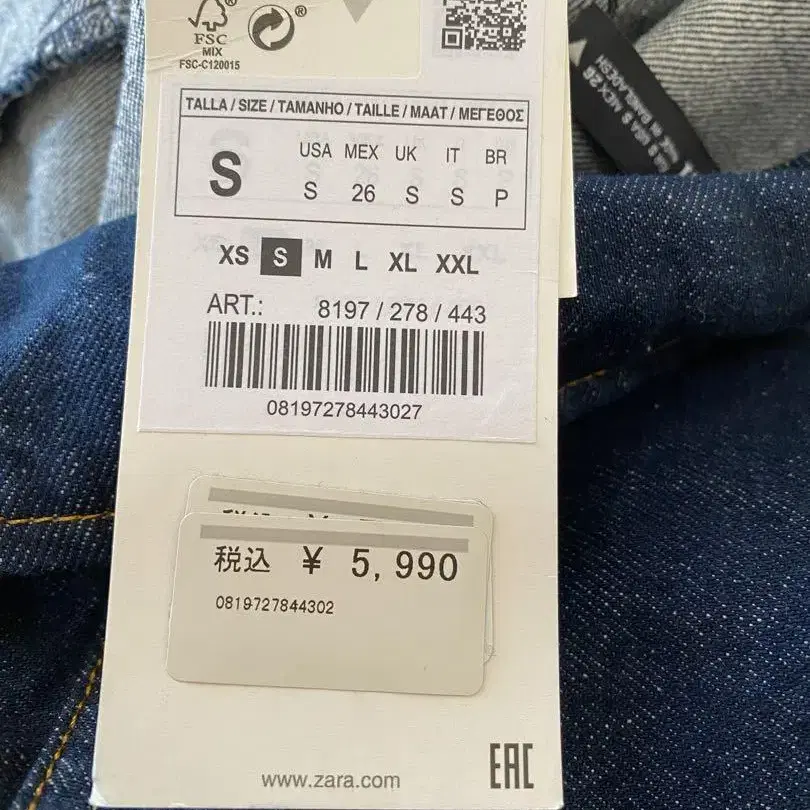 FSC ®
MIX
FSC-C120015
TALLA / SIZE / TAMANHO / TAILLE / MAAT / ΜΕΓΕΘΟΣ
S
USA MEX UK IT BR
S 26 S S P
XS S M L XL XXL
ART.: 8197 / 278 / 443
08197278443027
税込 ¥ 5,990
0819727844302
www.zara.com
EAC